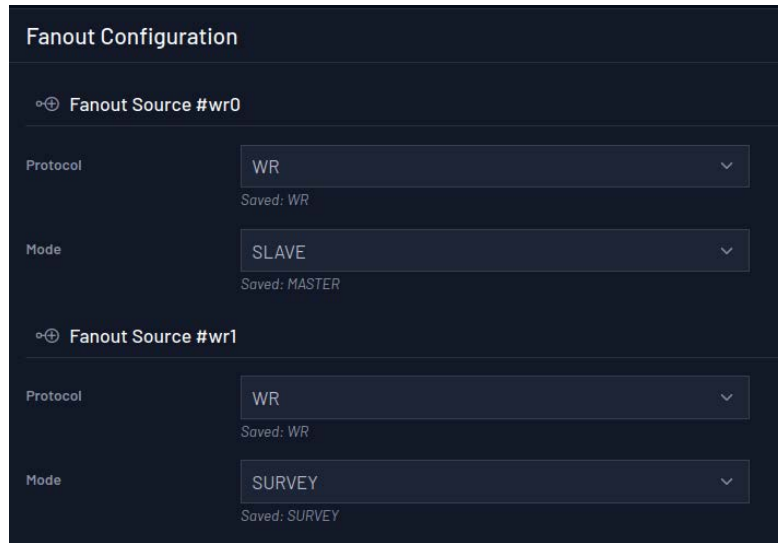 Fanout Configuration
Fanout Source #wr0
Protocol
WR
Saved: WR
Mode
SLAVE
Saved: MASTER
Fanout Source #wr1
Protocol
WR
Saved: WR
Mode
SURVEY
Saved: SURVEY